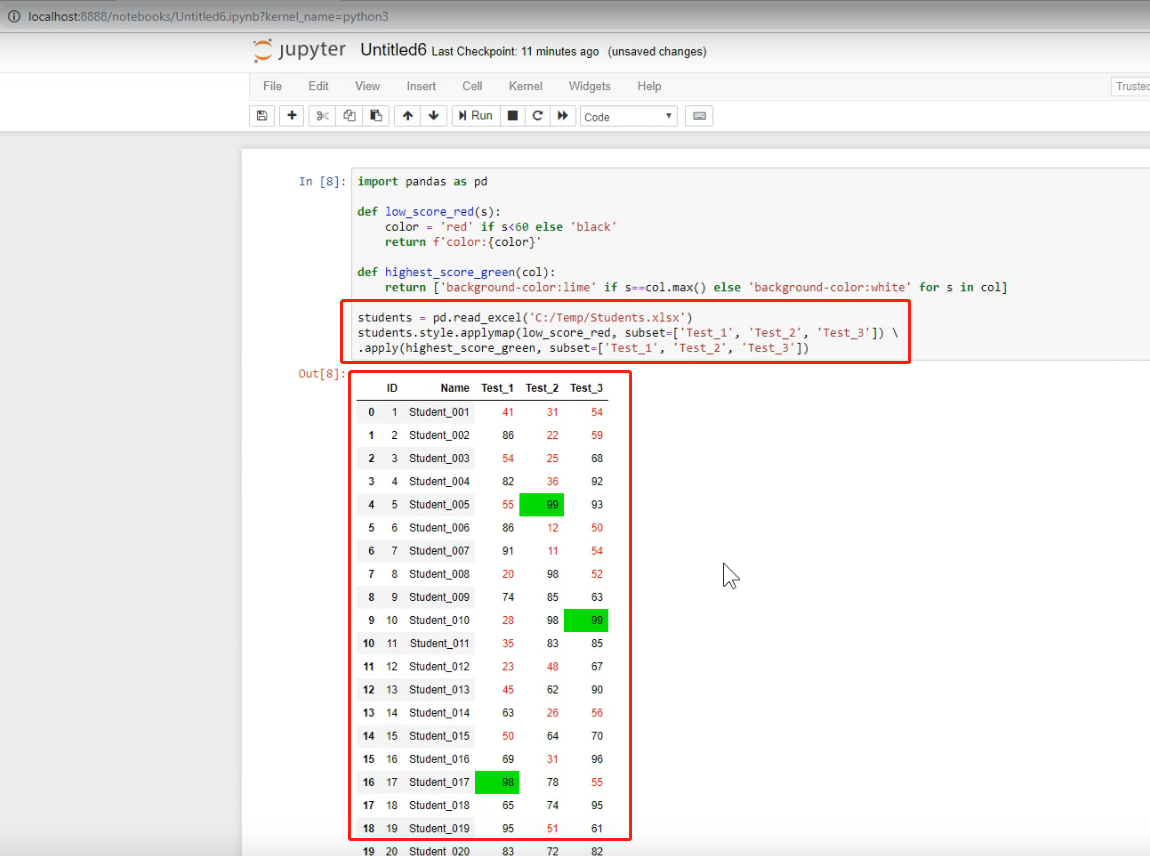 localhost:8888/notebooks/Untitled6.ipynb?kernel_name=python3
jupyter Untitled6 Last Checkpoint: 11 minutes ago (unsaved changes)
File Edit View Insert Cell Kernel Widgets Help Trusted
Run Code
In [8]: import pandas as pd
def low_score_red(s):
color = 'red' if s<60 else 'black'
return f'color:{color}'
def highest_score_green(col):
return ['background-color:lime' if s==col.max() else 'background-color:white' for s in col]
students = pd.read_excel('C:/Temp/Students.xlsx')
students.style.applymap(low_score_red, subset=['Test_1', 'Test_2', 'Test_3']) \
.apply(highest_score_green, subset=['Test_1', 'Test_2', 'Test_3'])
Out[8]:
ID Name Test_1 Test_2 Test_3
0 1 Student_001 41 31 54
1 2 Student_002 86 22 59
2 3 Student_003 54 25 68
3 4 Student_004 82 36 92
4 5 Student_005 55 99 93
5 6 Student_006 86 12 50
6 7 Student_007 91 11 54
7 8 Student_008 20 98 52
8 9 Student_009 74 85 63
9 10 Student_010 28 98 99
10 11 Student_011 35 83 85
11 12 Student_012 23 48 67
12 13 Student_013 45 62 90
13 14 Student_014 63 26 56
14 15 Student_015 50 64 70
15 16 Student_016 69 31 96
16 17 Student_017 98 78 55
17 18 Student_018 65 74 95
18 19 Student_019 95 51 61
19 20 Student_020 83 72 82